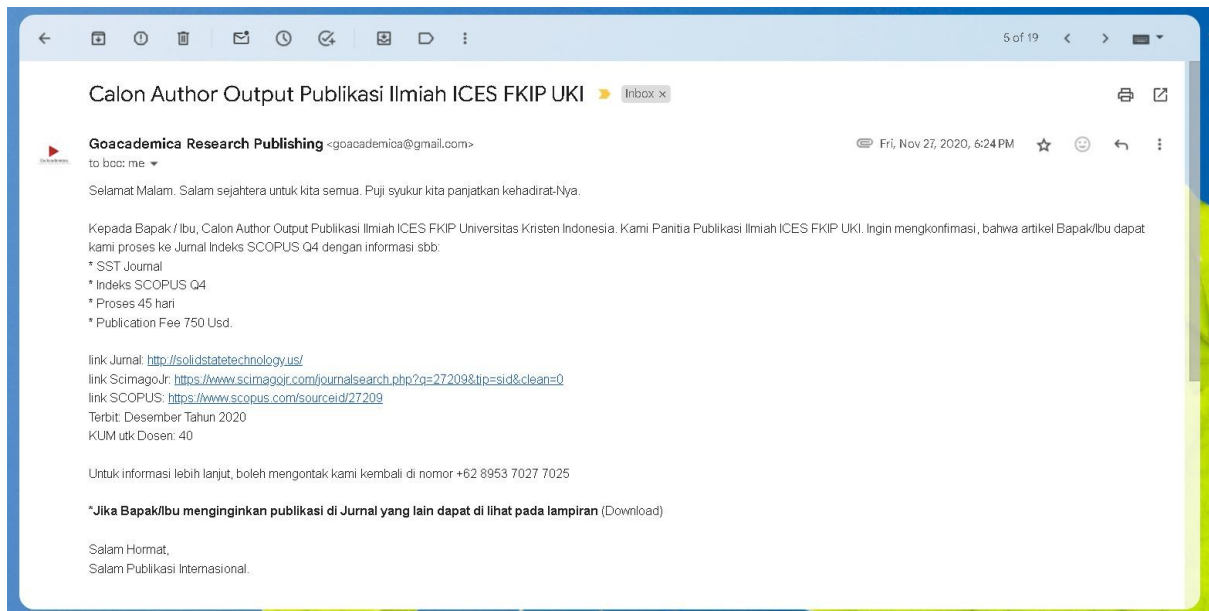 5 of 19
Calon Author Output Publikasi Ilmiah ICES FKIP UKI Inbox x
Goacademica Research Publishing <goacademica@gmail.com> Fri, Nov 27, 2020, 6:24 PM
to bcc: me
Selamat Malam. Salam sejahtera untuk kita semua. Puji syukur kita panjatkan kehadirat-Nya.
Kepada Bapak / Ibu, Calon Author Output Publikasi Ilmiah ICES FKIP Universitas Kristen Indonesia. Kami Panitia Publikasi Ilmiah ICES FKIP UKI. Ingin mengkonfimasi, bahwa artikel Bapak/Ibu dapat
kami proses ke Jurnal Indeks SCOPUS Q4 dengan informasi sbb:
* SST Journal
* Indeks SCOPUS Q4
* Proses 45 hari
* Publication Fee 750 Usd.
link Jurnal: http://solidstatetechnology.us/
link ScimagoJr: https://www.scimagojr.com/journalsearch.php?q=27209&tip=sid&clean=0
link SCOPUS: https://www.scopus.com/sourceid/27209
Terbit: Desember Tahun 2020
KUM utk Dosen: 40
Untuk informasi lebih lanjut, boleh mengontak kami kembali di nomor +62 8953 7027 7025
*Jika Bapak/Ibu menginginkan publikasi di Jurnal yang lain dapat di lihat pada lampiran (Download)
Salam Hormat,
Salam Publikasi Internasional.